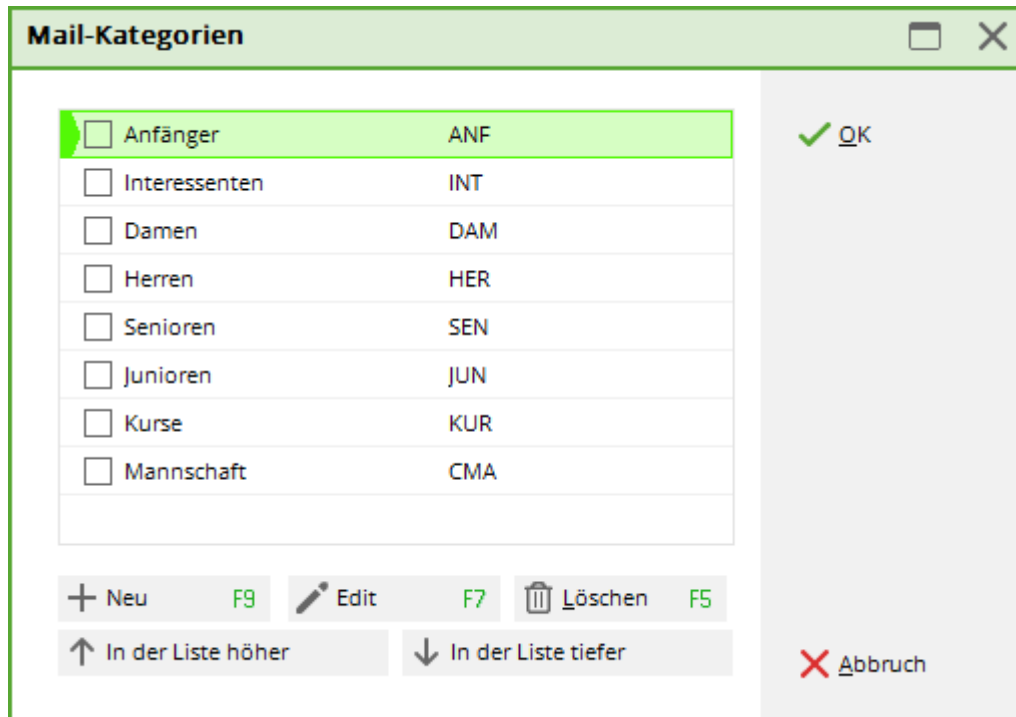 Mail-Kategorien
Anfänger ANF
OK
Interessenten INT
Damen DAM
Herren HER
Senioren SEN
Junioren JUN
Kurse KUR
Mannschaft CMA
Neu F9 Edit F7 Löschen F5
In der Liste höher In der Liste tiefer
Abbruch